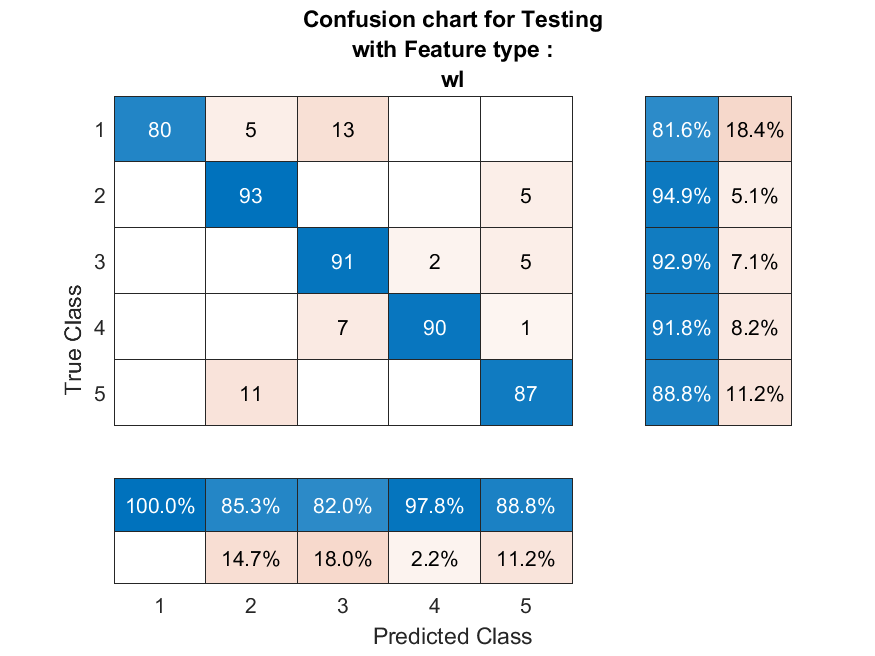 Confusion chart for Testing
with Feature type :
wl
1 80 5 13 81.6% 18.4%
2 93 5 94.9% 5.1%
3 91 2 5 92.9% 7.1%
4 7 90 1 91.8% 8.2%
5 11 87 88.8% 11.2%
True Class
100.0% 85.3% 82.0% 97.8% 88.8%
14.7% 18.0% 2.2% 11.2%
1 2 3 4 5
Predicted Class